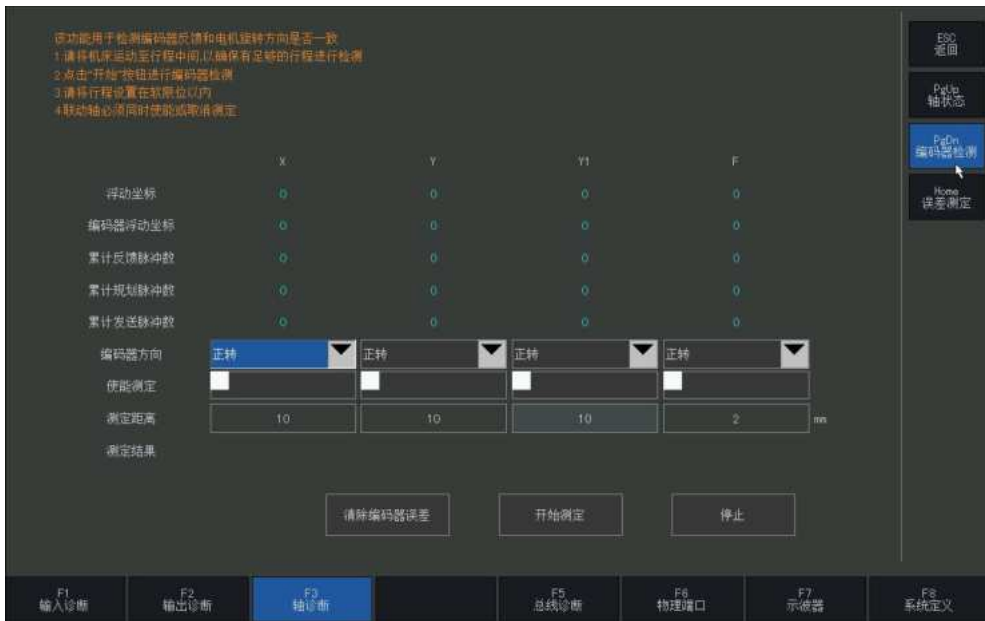 该功能用于检测编码器反馈和电机旋转方向是否一致
1.请将机床运动至行程中间,以确保有足够的行程进行检测
2.点击"开始"按钮进行编码器检测
3.请将行程设置在软限位以内
4.联动轴必须同时使能或取消测定
ESC
返回
PgUp
轴状态
PgDn
编码器检测
Home
误差测定
X Y Y1 F
浮动坐标 0 0 0 0
编码器浮动坐标 0 0 0 0
累计反馈脉冲数 0 0 0 0
累计规划脉冲数 0 0 0 0
累计发送脉冲数 0 0 0 0
编码器方向 正转 正转 正转 正转
使能测定
测定距离 10 10 10 2 mm
测定结果
清除编码器误差 开始测定 停止
F1 F2 F3 F5 F6 F7 F8
输入诊断 输出诊断 轴诊断 总线诊断 物理端口 示波器 系统定义